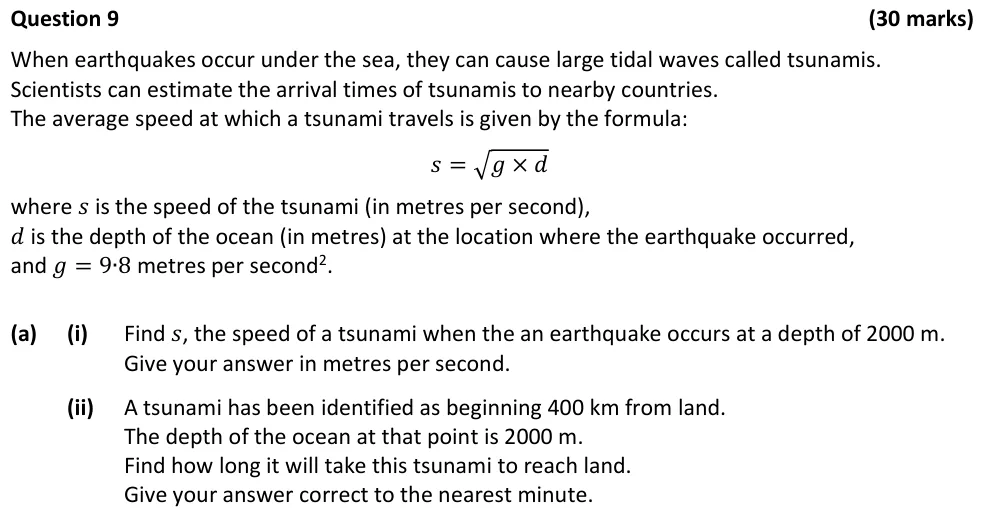 Question 9 (30 marks)
When earthquakes occur under the sea, they can cause large tidal waves called tsunamis.
Scientists can estimate the arrival times of tsunamis to nearby countries.
The average speed at which a tsunami travels is given by the formula:
s = √(g × d)
where s is the speed of the tsunami (in metres per second),
d is the depth of the ocean (in metres) at the location where the earthquake occurred,
and g = 9·8 metres per second².
(a) (i) Find s, the speed of a tsunami when the an earthquake occurs at a depth of 2000 m.
Give your answer in metres per second.
(ii) A tsunami has been identified as beginning 400 km from land.
The depth of the ocean at that point is 2000 m.
Find how long it will take this tsunami to reach land.
Give your answer correct to the nearest minute.